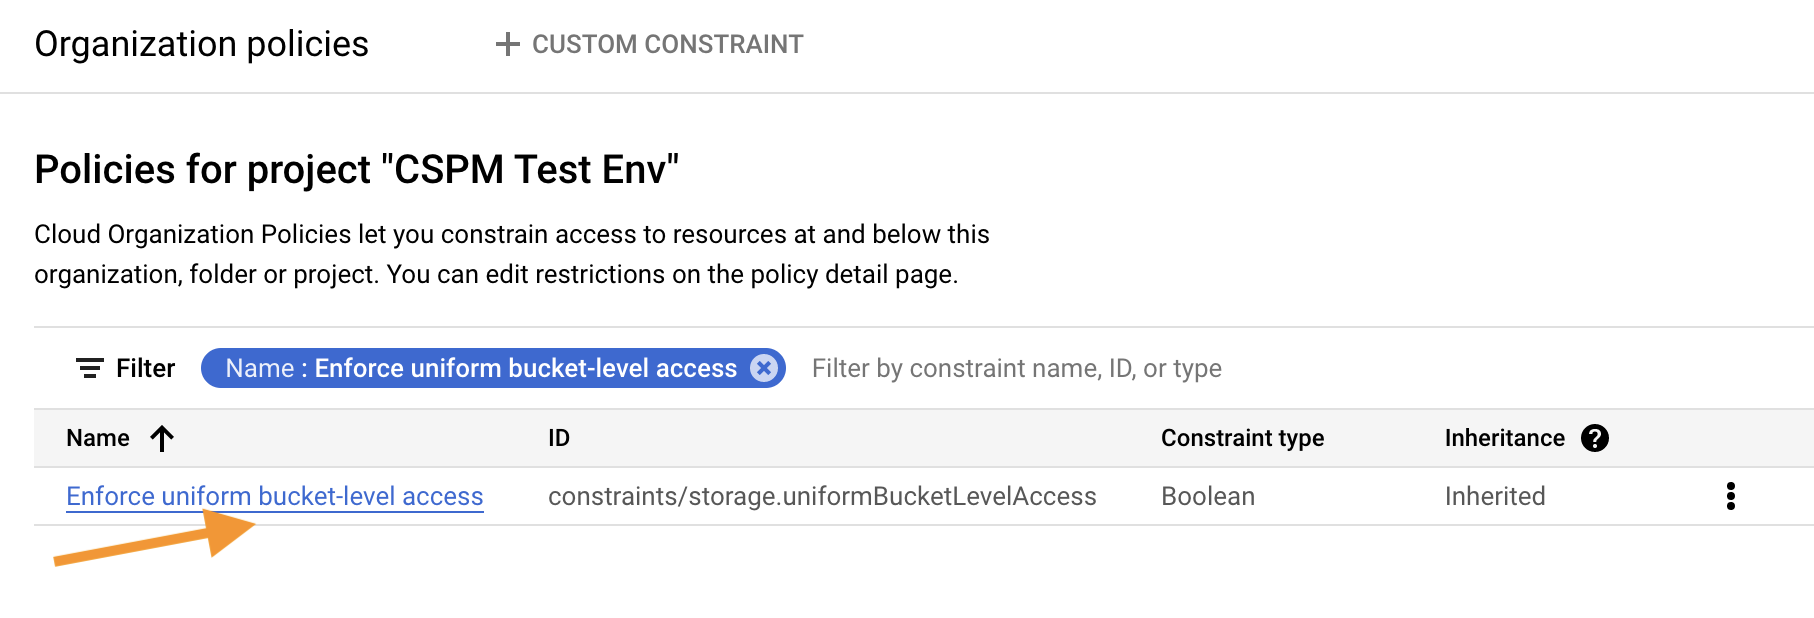 Organization policies
CUSTOM CONSTRAINT
Policies for project "CSPM Test Env"
Cloud Organization Policies let you constrain access to resources at and below this
organization, folder or project. You can edit restrictions on the policy detail page.
Filter Name : Enforce uniform bucket-level access Filter by constraint name, ID, or type
Name ID Constraint type Inheritance ?
Enforce uniform bucket-level access constraints/storage.uniformBucketLevelAccess Boolean Inherited